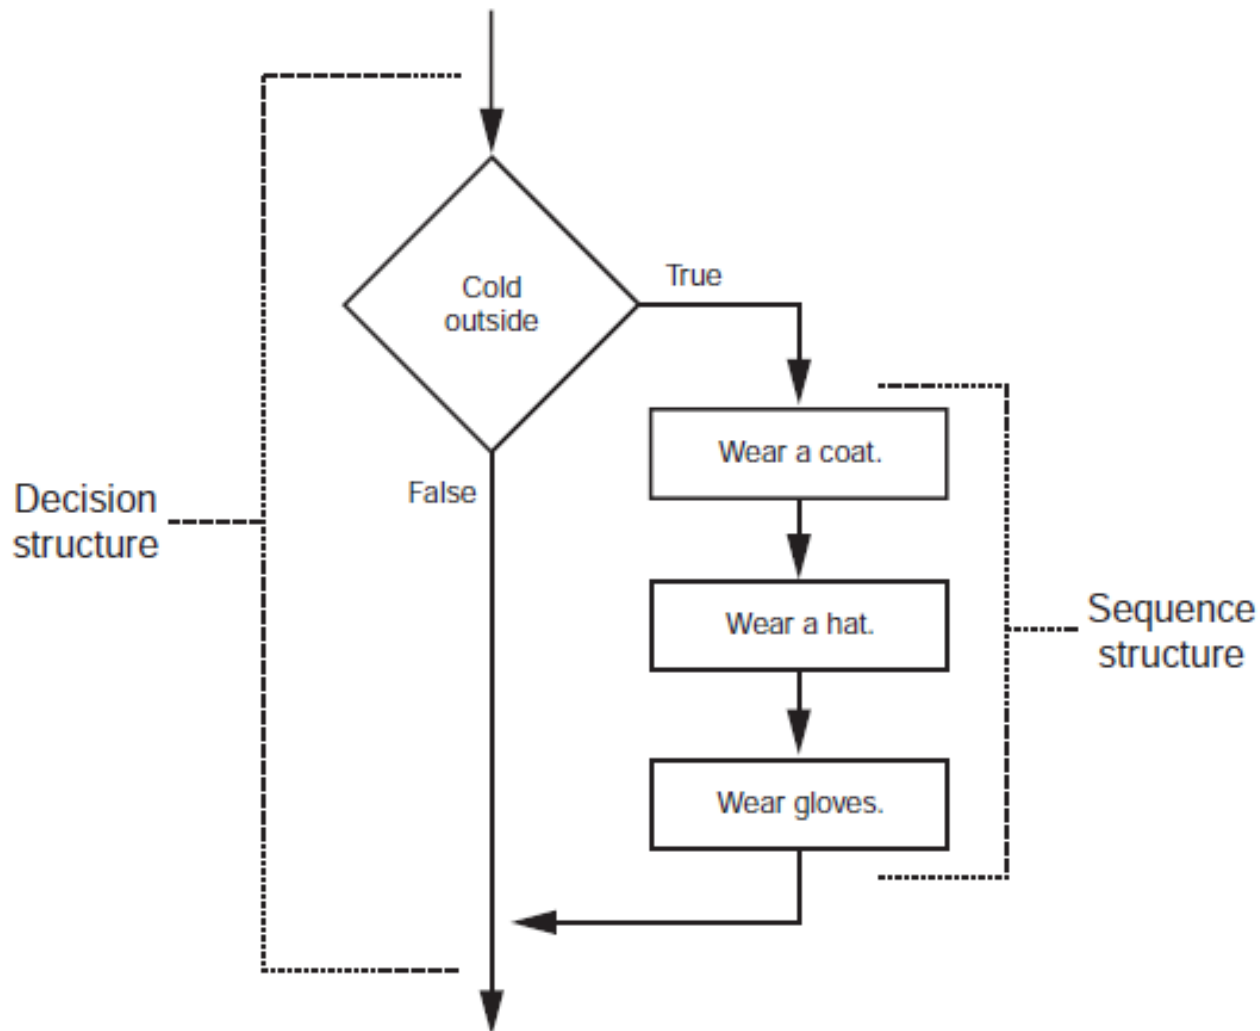 Cold
outside
True
False
Wear a coat.
Decision
structure
Wear a hat.
Sequence
structure
Wear gloves.